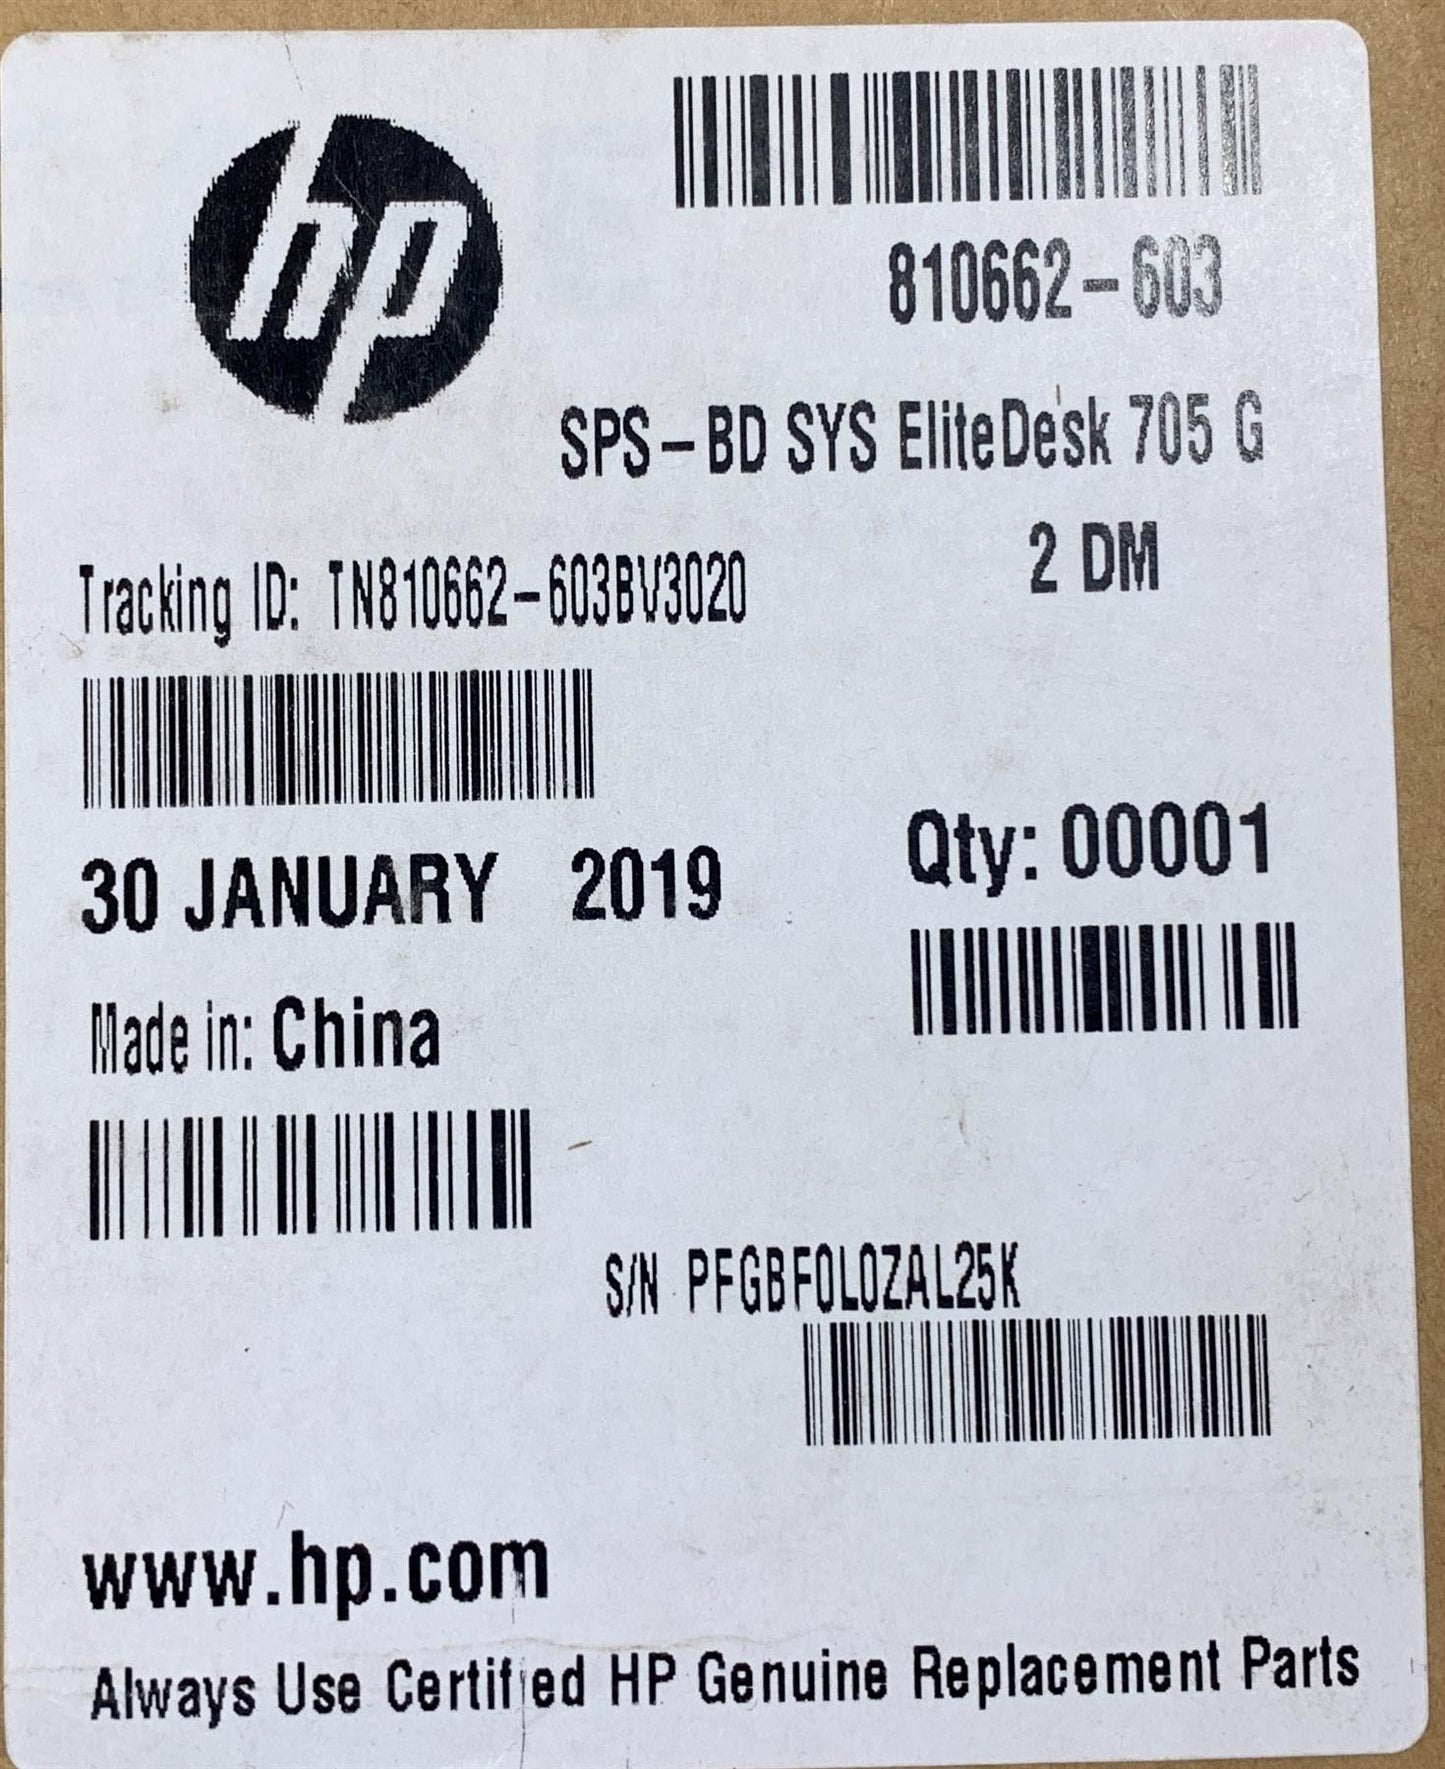 hp
810662-603
SPS-BD SYS EliteDesk 705 G
2 DM
Tracking ID: TN810662-603BV3020
30 JANUARY 2019
Qty: 00001
Made in: China
S/N PFGBF0L0ZAL25K
www.hp.com
Always Use Certified HP Genuine Replacement Parts